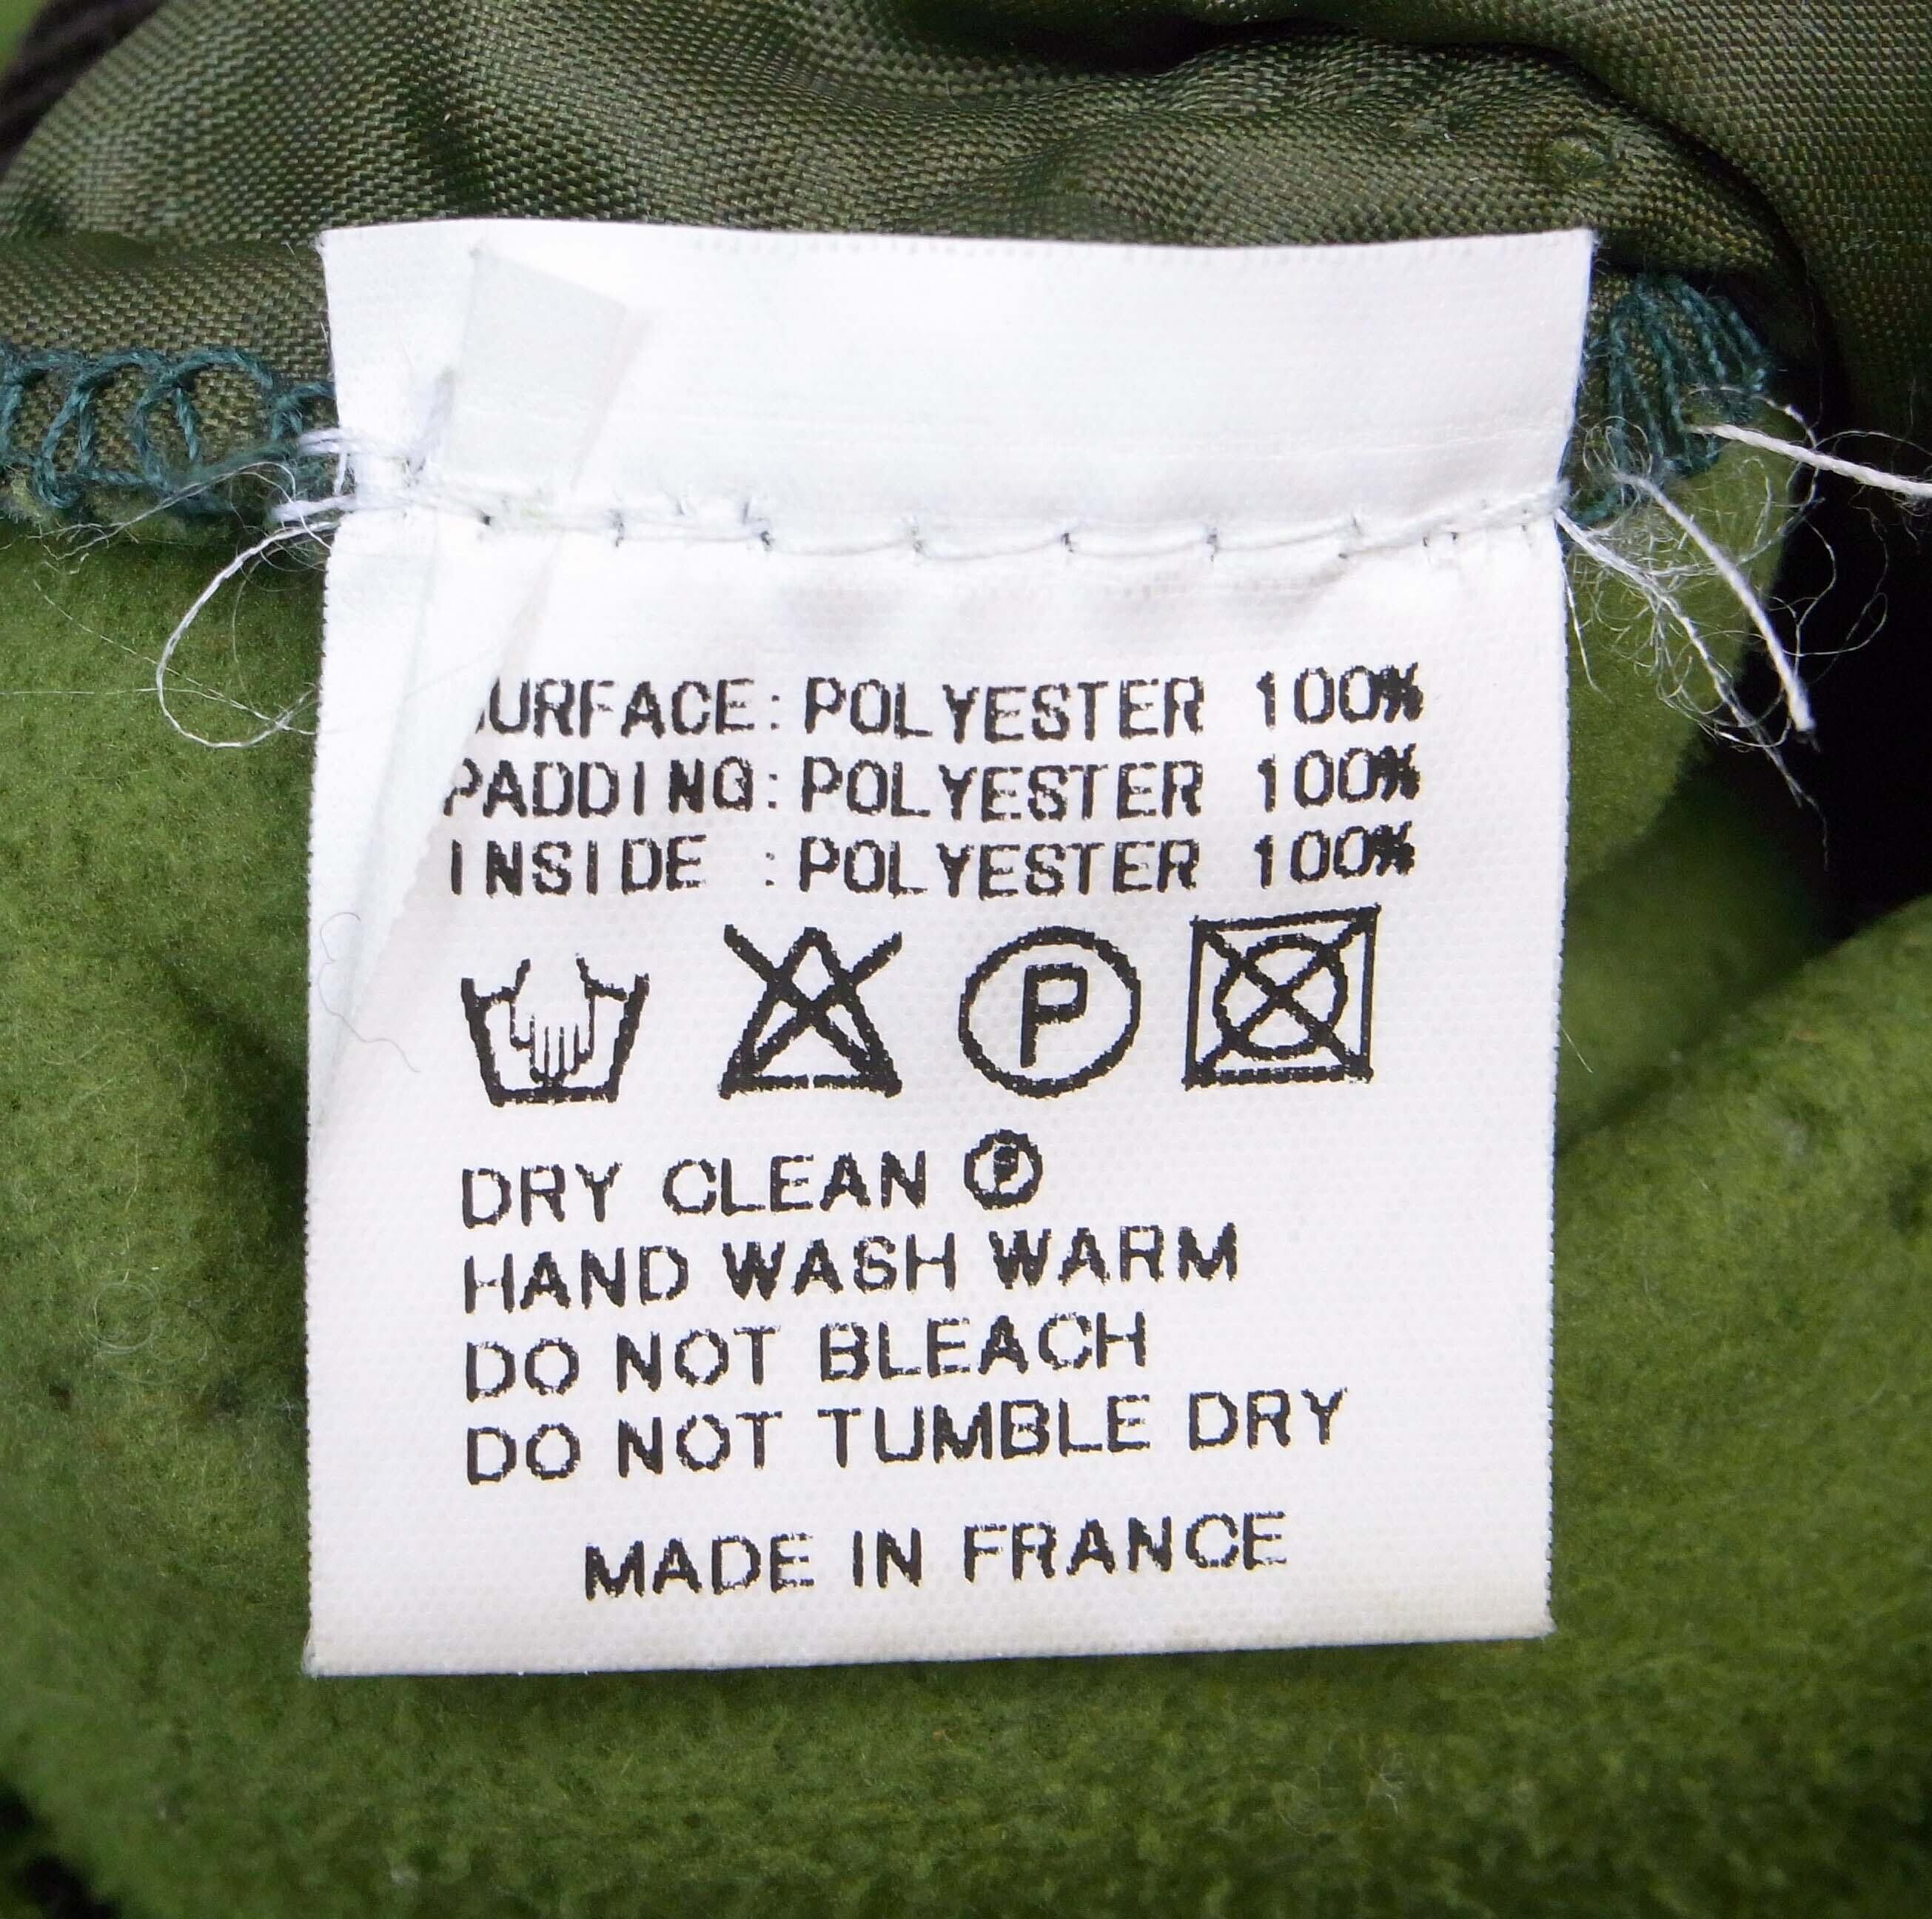 SURFACE: POLYESTER 100%
PADDING: POLYESTER 100%
INSIDE : POLYESTER 100%
P
DRY CLEAN Ⓟ
HAND WASH WARM
DO NOT BLEACH
DO NOT TUMBLE DRY
MADE IN FRANCE